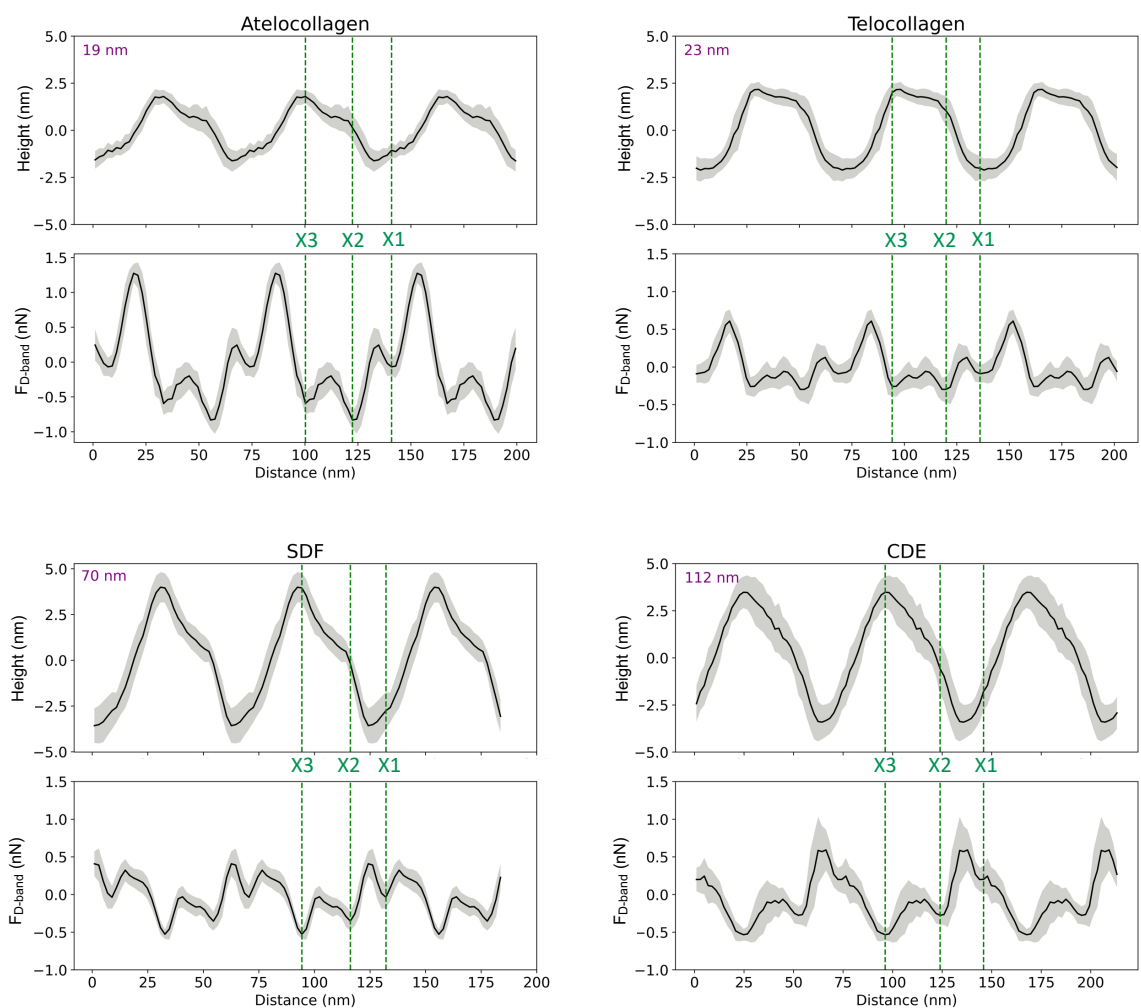 Atelocollagen
19 nm
5.0
2.5
0.0
-2.5
-5.0
Height (nm)
X3 X2 X1
1.5
1.0
0.5
0.0
-0.5
-1.0
F_D-band (nN)
0 25 50 75 100 125 150 175 200
Distance (nm)
Telocollagen
23 nm
5.0
2.5
0.0
-2.5
-5.0
Height (nm)
X3 X2 X1
1.5
1.0
0.5
0.0
-0.5
-1.0
F_D-band (nN)
0 25 50 75 100 125 150 175 200
Distance (nm)
SDF
70 nm
5.0
2.5
0.0
−2.5
−5.0
Height (nm)
X3 X2 X1
1.5
1.0
0.5
0.0
−0.5
−1.0
F_D-band (nN)
0 25 50 75 100 125 150 175 200
Distance (nm)
CDE
112 nm
5.0
2.5
0.0
−2.5
−5.0
Height (nm)
X3 X2 X1
1.5
1.0
0.5
0.0
−0.5
−1.0
F_D-band (nN)
0 25 50 75 100 125 150 175 200
Distance (nm)